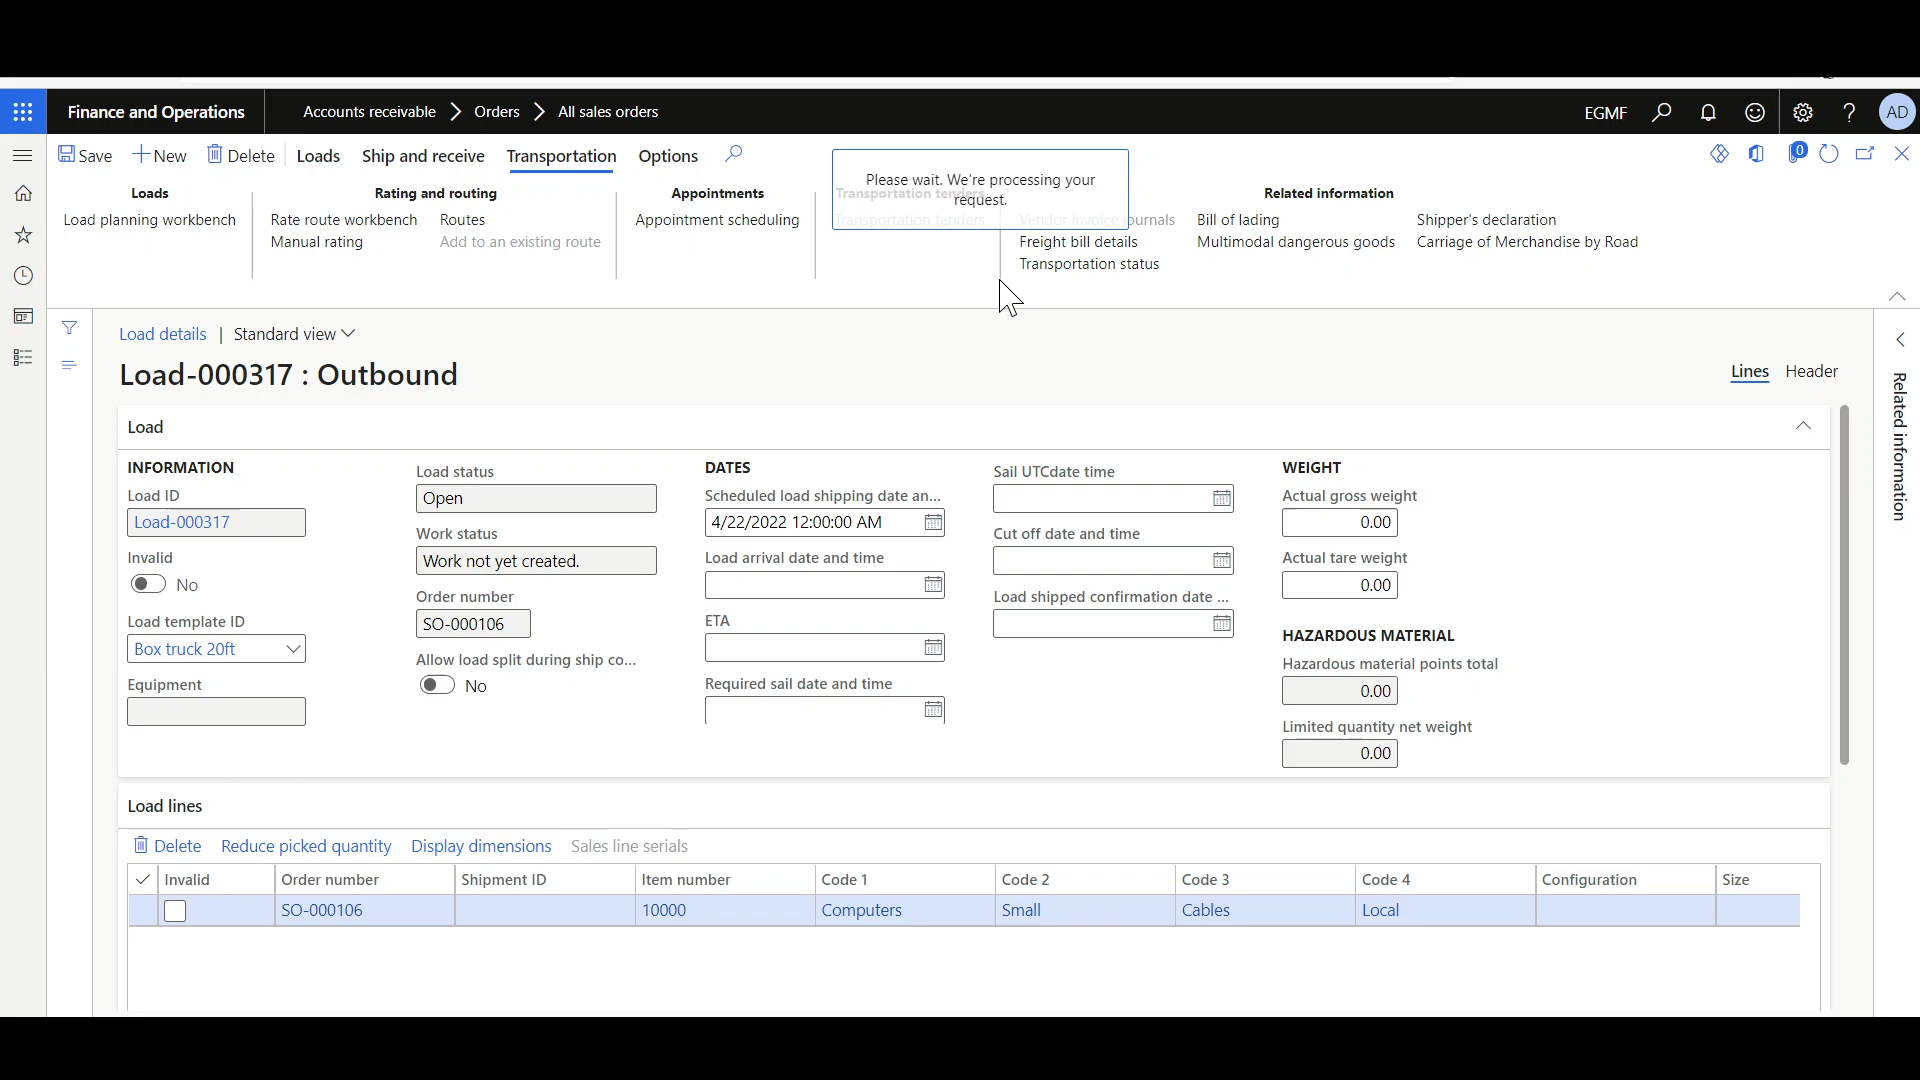 Finance and Operations
Accounts receivable
Orders
All sales orders
EGMF
AD
Save
New
Delete
Loads
Ship and receive
Transportation
Options
0
Please wait. We're processing your
request.
Loads
Load planning workbench
Rating and routing
Rate route workbench
Routes
Manual rating
Add to an existing route
Appointments
Appointment scheduling
Transportation tenders
Transportation tenders
Related information
Vendor invoice journals
Bill of lading
Shipper's declaration
Freight bill details
Multimodal dangerous goods
Carriage of Merchandise by Road
Transportation status
Load details | Standard view
Load-000317 : Outbound
Lines
Header
Related information
Load
INFORMATION
Load ID
Load-000317
Invalid
No
Load template ID
Box truck 20ft
Equipment
Load status
Open
Work status
Work not yet created.
Order number
SO-000106
Allow load split during ship co...
No
DATES
Scheduled load shipping date an...
4/22/2022 12:00:00 AM
Load arrival date and time
ETA
Required sail date and time
Sail UTCdate time
Cut off date and time
Load shipped confirmation date ...
WEIGHT
Actual gross weight
0.00
Actual tare weight
0.00
HAZARDOUS MATERIAL
Hazardous material points total
0.00
Limited quantity net weight
0.00
Load lines
Delete
Reduce picked quantity
Display dimensions
Sales line serials
Invalid
Order number
Shipment ID
Item number
Code 1
Code 2
Code 3
Code 4
Configuration
Size
SO-000106
10000
Computers
Small
Cables
Local